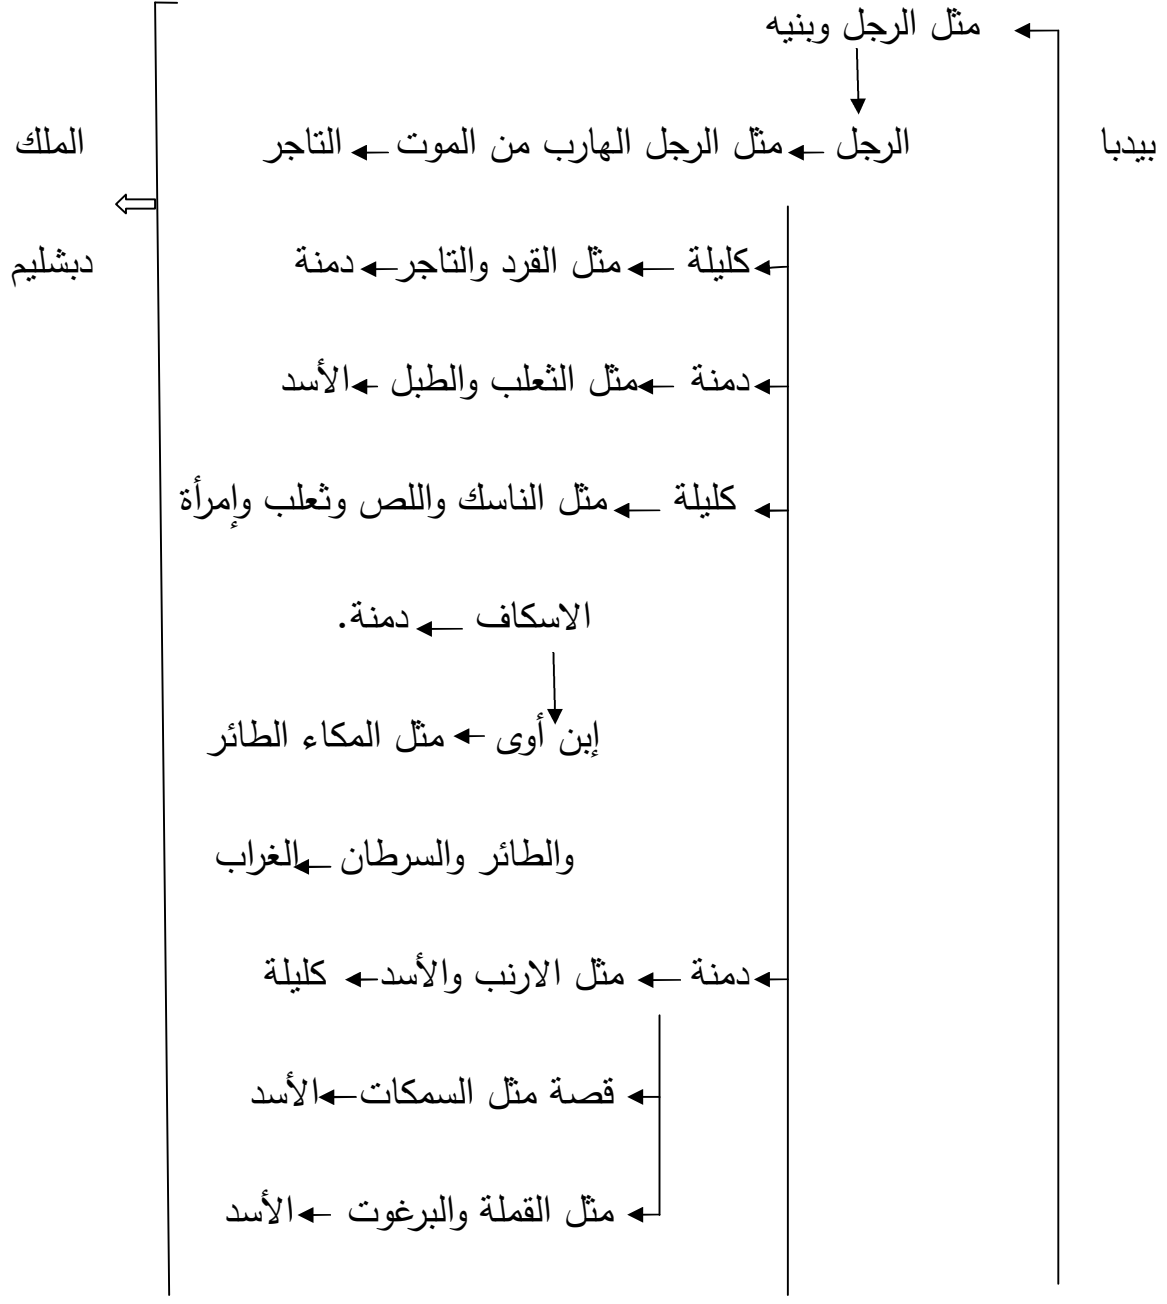 مثل الرجل وبنيه
بيدبا الرجل مثل الرجل الهارب من الموت التاجر الملك
كليلة مثل القرد والتاجر دمنة دبشليم
دمنة مثل الثعلب والطبل الأسد
كليلة مثل الناسك واللص وثعلب وإمرأة
الاسكاف دمنة.
إبن أوى مثل المكاء الطائر
والطائر والسرطان الغراب
دمنة مثل الارنب والأسد كليلة
قصة مثل السمكات الأسد
مثل القملة والبرغوت الأسد